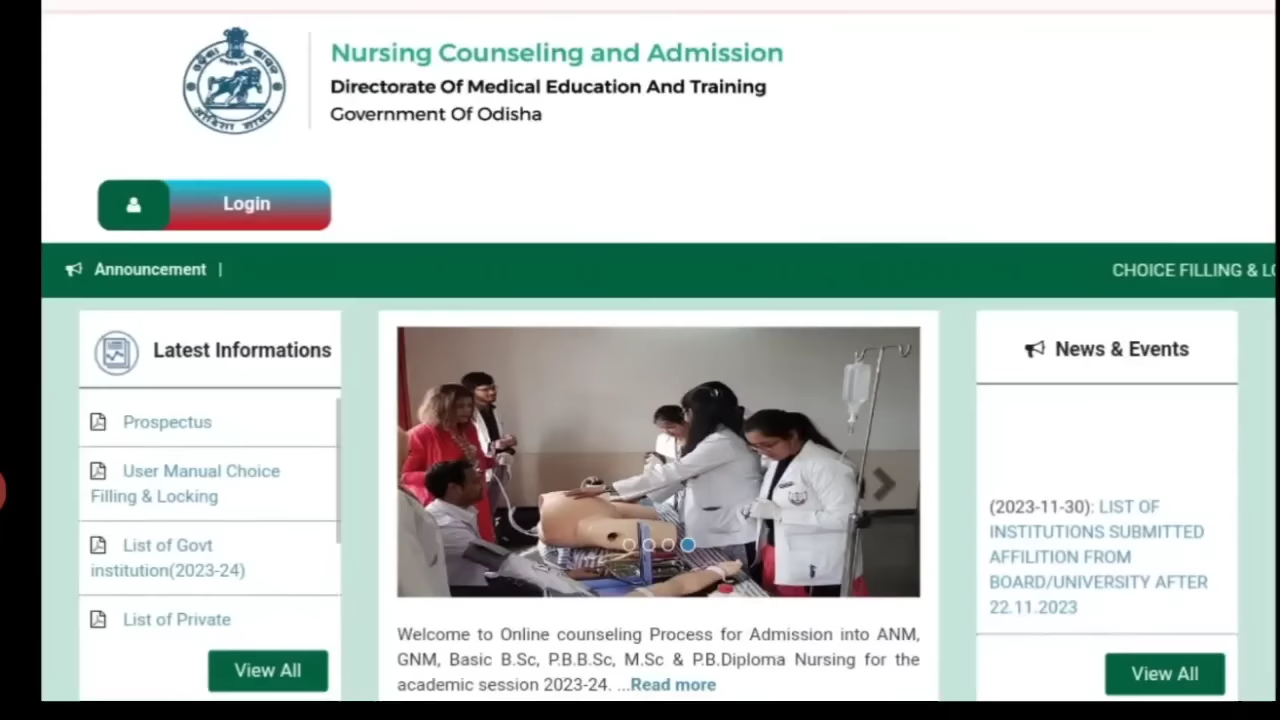 Nursing Counseling and Admission
Directorate Of Medical Education And Training
Government Of Odisha
Login
Announcement |
CHOICE FILLING &
Latest Informations
Prospectus
User Manual Choice
Filling & Locking
List of Govt
institution(2023-24)
List of Private
View All
Welcome to Online counseling Process for Admission into ANM,
GNM, Basic B.Sc, P.B.B.Sc, M.Sc & P.B.Diploma Nursing for the
academic session 2023-24. ...Read more
News & Events
(2023-11-30): LIST OF
INSTITUTIONS SUBMITTED
AFFILITION FROM
BOARD/UNIVERSITY AFTER
22.11.2023
View All